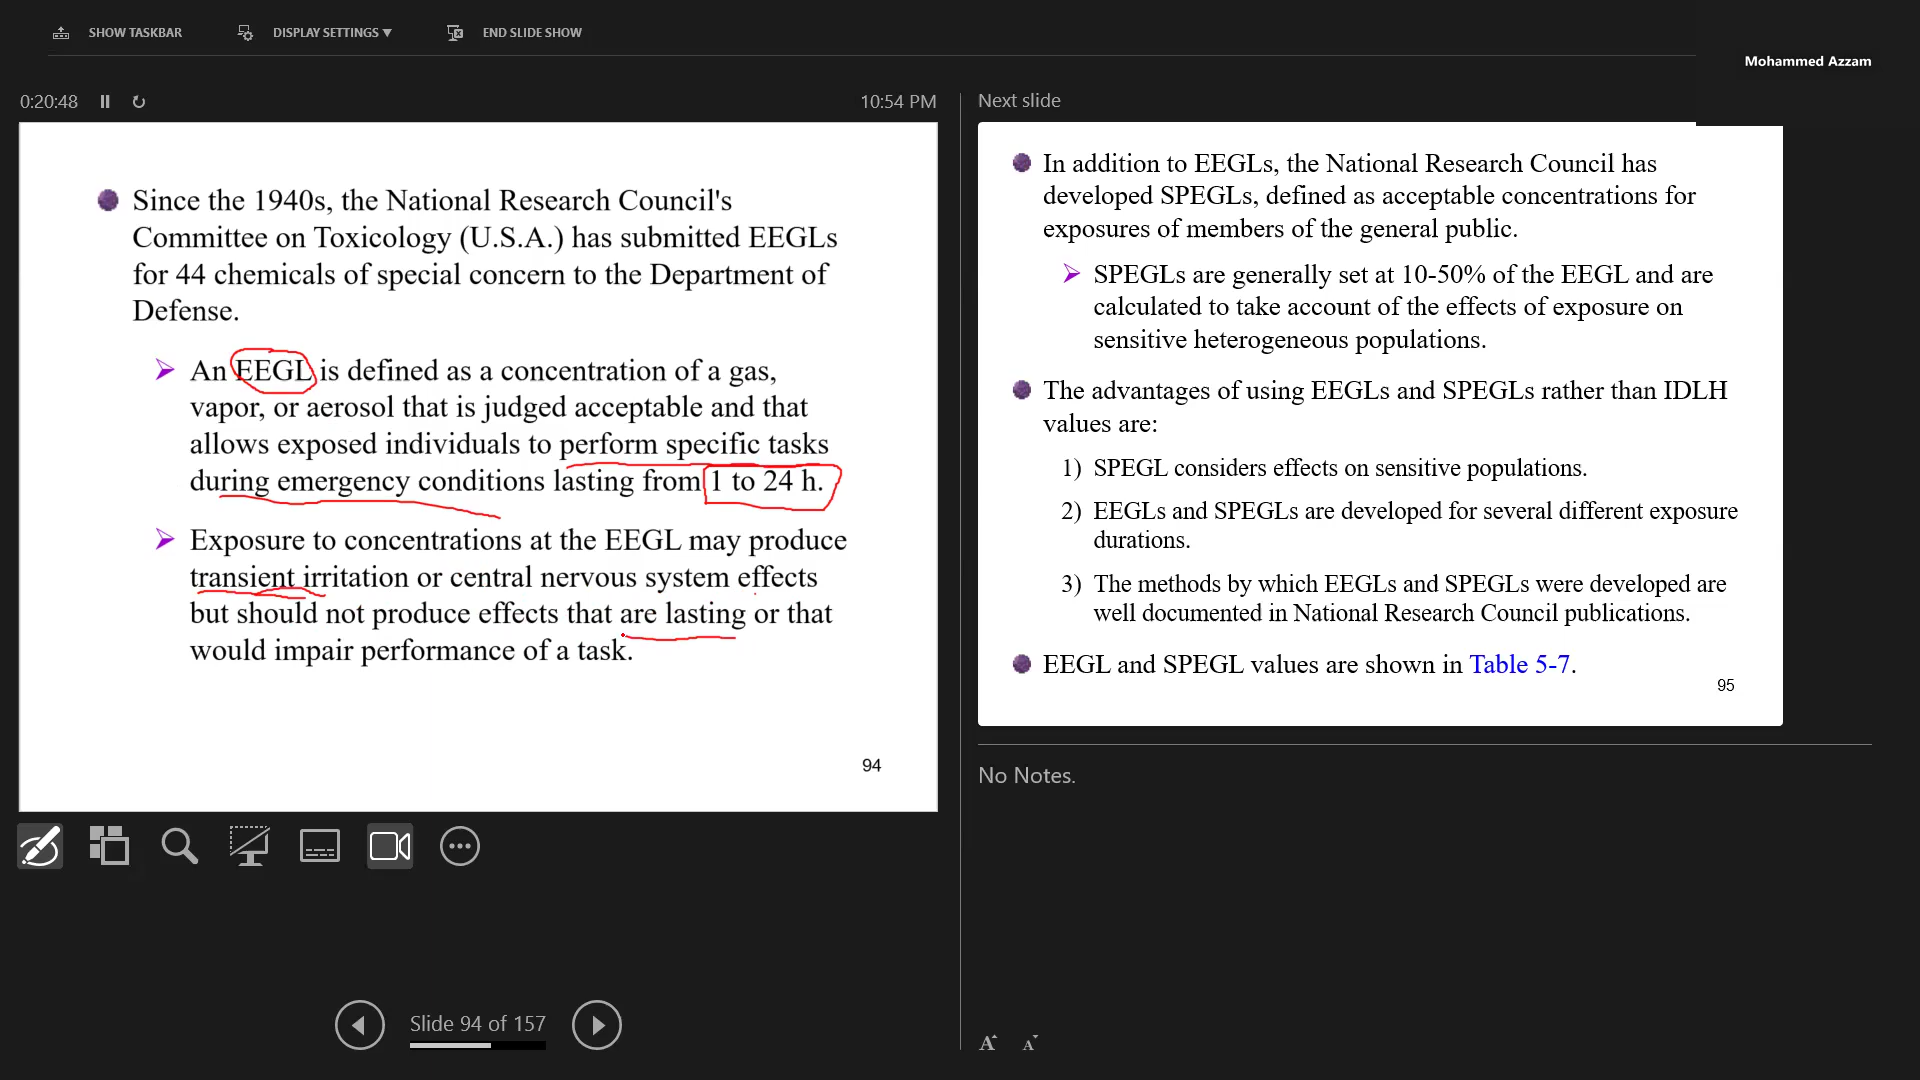 SHOW TASKBAR
DISPLAY SETTINGS ▼
END SLIDE SHOW
Mohammed Azzam
0:20:48
10:54 PM
Since the 1940s, the National Research Council's
Committee on Toxicology (U.S.A.) has submitted EEGLs
for 44 chemicals of special concern to the Department of
Defense.
An EEGL is defined as a concentration of a gas,
vapor, or aerosol that is judged acceptable and that
allows exposed individuals to perform specific tasks
during emergency conditions lasting from 1 to 24 h.
Exposure to concentrations at the EEGL may produce
transient irritation or central nervous system effects
but should not produce effects that are lasting or that
would impair performance of a task.
94
Next slide
In addition to EEGLs, the National Research Council has
developed SPEGLs, defined as acceptable concentrations for
exposures of members of the general public.
SPEGLs are generally set at 10-50% of the EEGL and are
calculated to take account of the effects of exposure on
sensitive heterogeneous populations.
The advantages of using EEGLs and SPEGLs rather than IDLH
values are:
1) SPEGL considers effects on sensitive populations.
2) EEGLs and SPEGLs are developed for several different exposure
durations.
3) The methods by which EEGLs and SPEGLs were developed are
well documented in National Research Council publications.
EEGL and SPEGL values are shown in Table 5-7.
95
No Notes.
Slide 94 of 157
A A